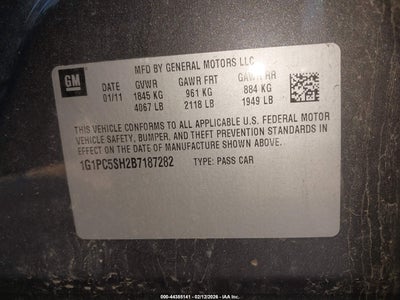 GM
MFD BY GENERAL MOTORS LLC
DATE GVWR GAWR FRT GAWR RR
01/11 1845 KG 961 KG 884 KG
4067 LB 2118 LB 1949 LB
THIS VEHICLE CONFORMS TO ALL APPLICABLE U.S. FEDERAL MOTOR
VEHICLE SAFETY, BUMPER, AND THEFT PREVENTION STANDARDS IN
EFFECT ON THE DATE OF MANUFACTURE SHOWN ABOVE.
1G1PC5SH2B7187282 TYPE: PASS CAR
000-44385141 - 02/12/2026 - IAA Inc.